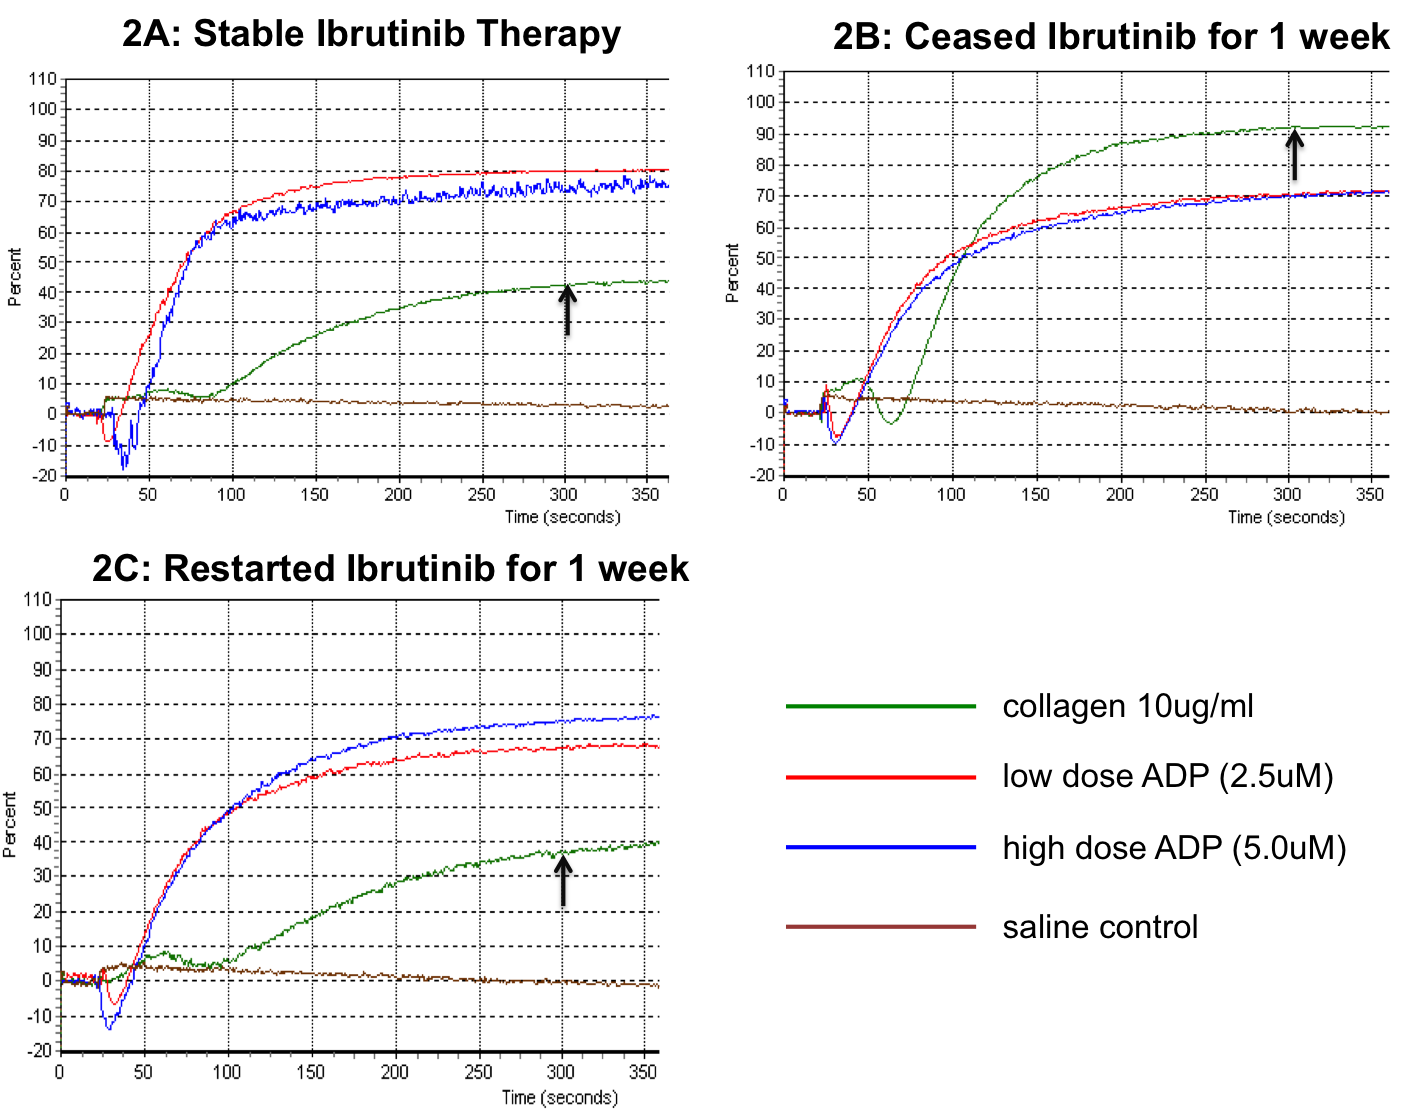 2A: Stable Ibrutinib Therapy
110
100
90
80
70
60
50
40
30
20
10
0
-10
-20
Percent
0 50 100 150 200 250 300 350
Time (seconds)
2B: Ceased Ibrutinib for 1 week
110
100
90
80
70
60
50
40
30
20
10
0
-10
-20
Percent
0 50 100 150 200 250 300 350
Time (seconds)
2C: Restarted Ibrutinib for 1 week
110
100
90
80
70
60
50
40
30
20
10
0
-10
-20
Percent
0 50 100 150 200 250 300 350
Time (seconds)
collagen 10ug/ml
low dose ADP (2.5uM)
high dose ADP (5.0uM)
saline control